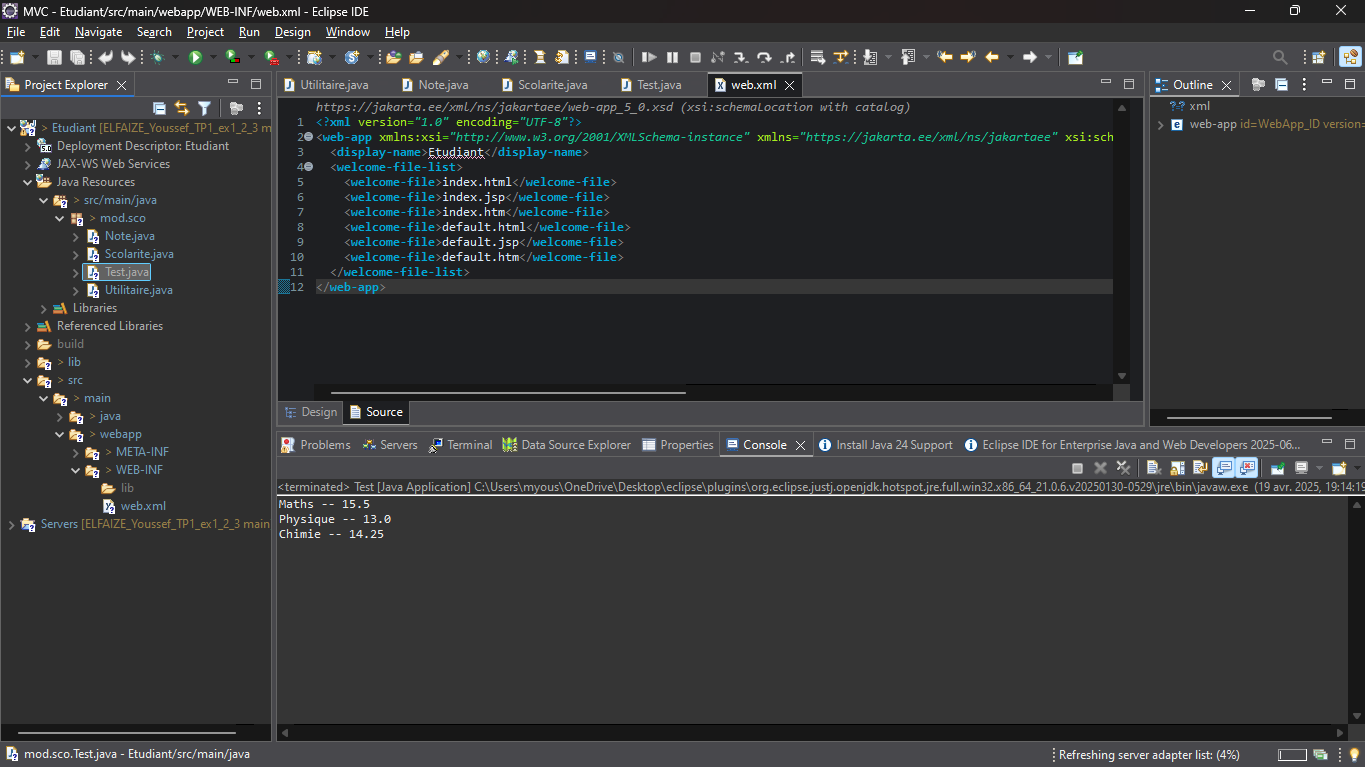 MVC - Etudiant/src/main/webapp/WEB-INF/web.xml - Eclipse IDE
File Edit Navigate Search Project Run Design Window Help
Project Explorer
Etudiant [ELFAIZE_Youssef_TP1_ex1_2_3 m
Deployment Descriptor: Etudiant
JAX-WS Web Services
Java Resources
> src/main/java
> mod.sco
Note.java
Scolarite.java
Test.java
Utilitaire.java
Libraries
Referenced Libraries
build
> lib
> src
> main
> java
> webapp
> META-INF
> WEB-INF
lib
web.xml
Servers [ELFAIZE_Youssef_TP1_ex1_2_3 main
Utilitaire.java Note.java Scolarite.java Test.java web.xml
https://jakarta.ee/xml/ns/jakartaee/web-app_5_0.xsd (xsi:schemaLocation with catalog)
1 <?xml version="1.0" encoding="UTF-8"?>
2 <web-app xmlns:xsi="http://www.w3.org/2001/XMLSchema-instance" xmlns="https://jakarta.ee/xml/ns/jakartaee" xsi:sch
3 <display-name>Etudiant</display-name>
4 <welcome-file-list>
5 <welcome-file>index.html</welcome-file>
6 <welcome-file>index.jsp</welcome-file>
7 <welcome-file>index.htm</welcome-file>
8 <welcome-file>default.html</welcome-file>
9 <welcome-file>default.jsp</welcome-file>
10 <welcome-file>default.htm</welcome-file>
11 </welcome-file-list>
12 </web-app>
Design Source
Outline
?-? xml
web-app id=WebApp_ID version=
Problems Servers Terminal Data Source Explorer Properties Console Install Java 24 Support Eclipse IDE for Enterprise Java and Web Developers 2025-06...
<terminated> Test [Java Application] C:\Users\myous\OneDrive\Desktop\eclipse\plugins\org.eclipse.justj.openjdk.hotspot.jre.full.win32.x86_64_21.0.6.v20250130-0529\jre\bin\javaw.exe (19 avr. 2025, 19:14:19
Maths -- 15.5
Physique -- 13.0
Chimie -- 14.25
mod.sco.Test.java - Etudiant/src/main/java
Refreshing server adapter list: (4%)